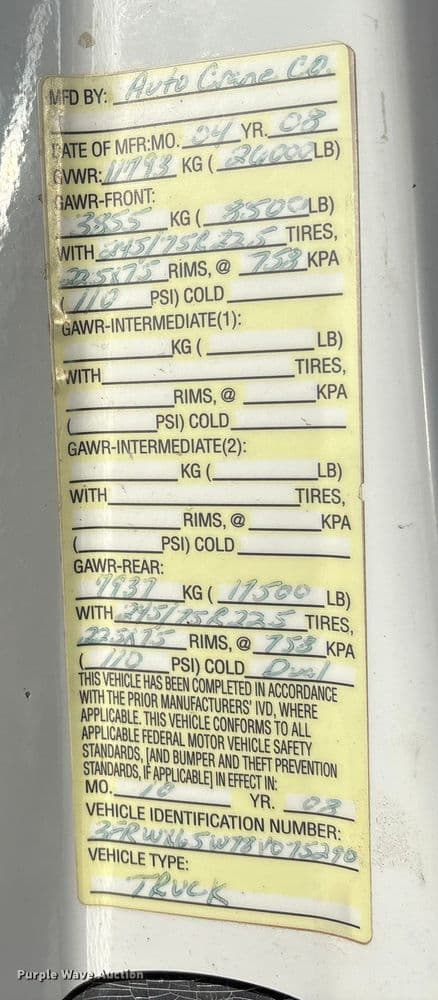 MFD BY: Auto Crane Co.
DATE OF MFR:MO. 04 YR. 08
GVWR: 11793 KG ( 26000 LB)
GAWR-FRONT:
3855 KG ( 8500 LB)
WITH 245/75R 22.5 TIRES,
22.5x7.5 RIMS, @ 758 KPA
( 110 PSI) COLD
GAWR-INTERMEDIATE(1):
KG ( LB)
WITH TIRES,
RIMS, @ KPA
( PSI) COLD
GAWR-INTERMEDIATE(2):
KG ( LB)
WITH TIRES,
RIMS, @ KPA
( PSI) COLD
GAWR-REAR:
7937 KG ( 17500 LB)
WITH 245/75R 22.5 TIRES,
22.5x7.5 RIMS, @ 758 KPA
( 110 PSI) COLD Dual
THIS VEHICLE HAS BEEN COMPLETED IN ACCORDANCE
WITH THE PRIOR MANUFACTURERS' IVD, WHERE
APPLICABLE. THIS VEHICLE CONFORMS TO ALL
APPLICABLE FEDERAL MOTOR VEHICLE SAFETY
STANDARDS, [AND BUMPER AND THEFT PREVENTION
STANDARDS, IF APPLICABLE] IN EFFECT IN:
MO. 10 YR. 08
VEHICLE IDENTIFICATION NUMBER:
VEHICLE TYPE:
TRUCK
Purple Wave Auction